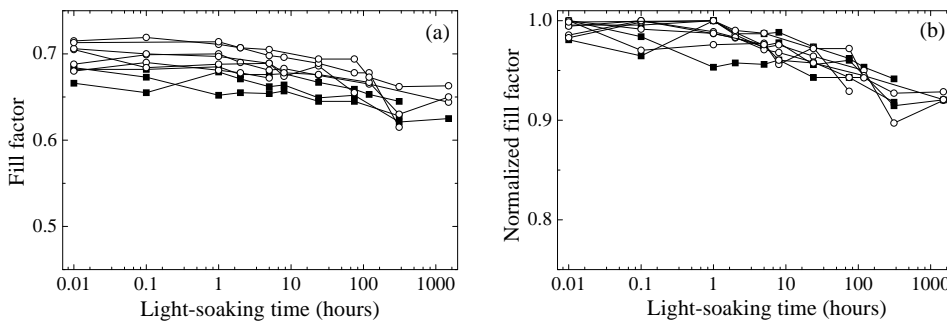 (a)
0.7
0.6
0.5
Fill factor
0.01 0.1 1 10 100 1000
Light-soaking time (hours)
(b)
1.0
0.9
0.8
Normalized fill factor
0.01 0.1 1 10 100 1000
Light-soaking time (hours)